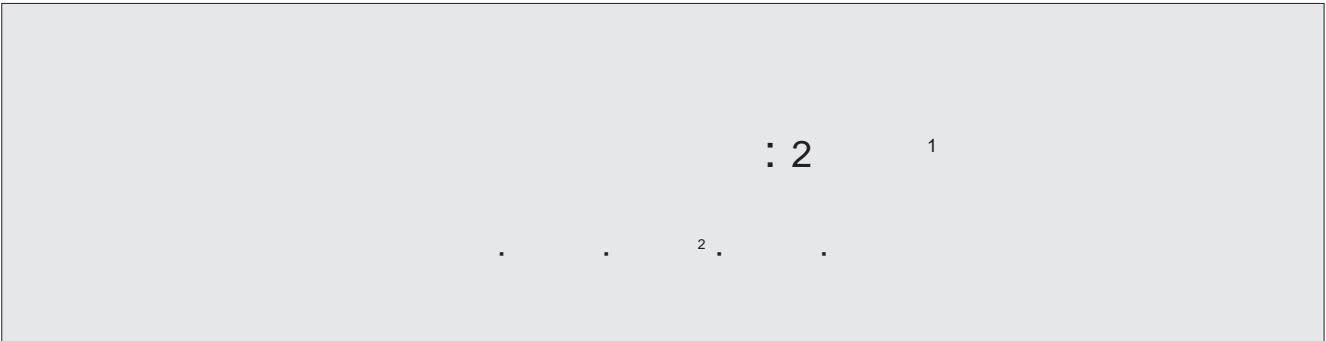 : 2 ¹
. . ² . .